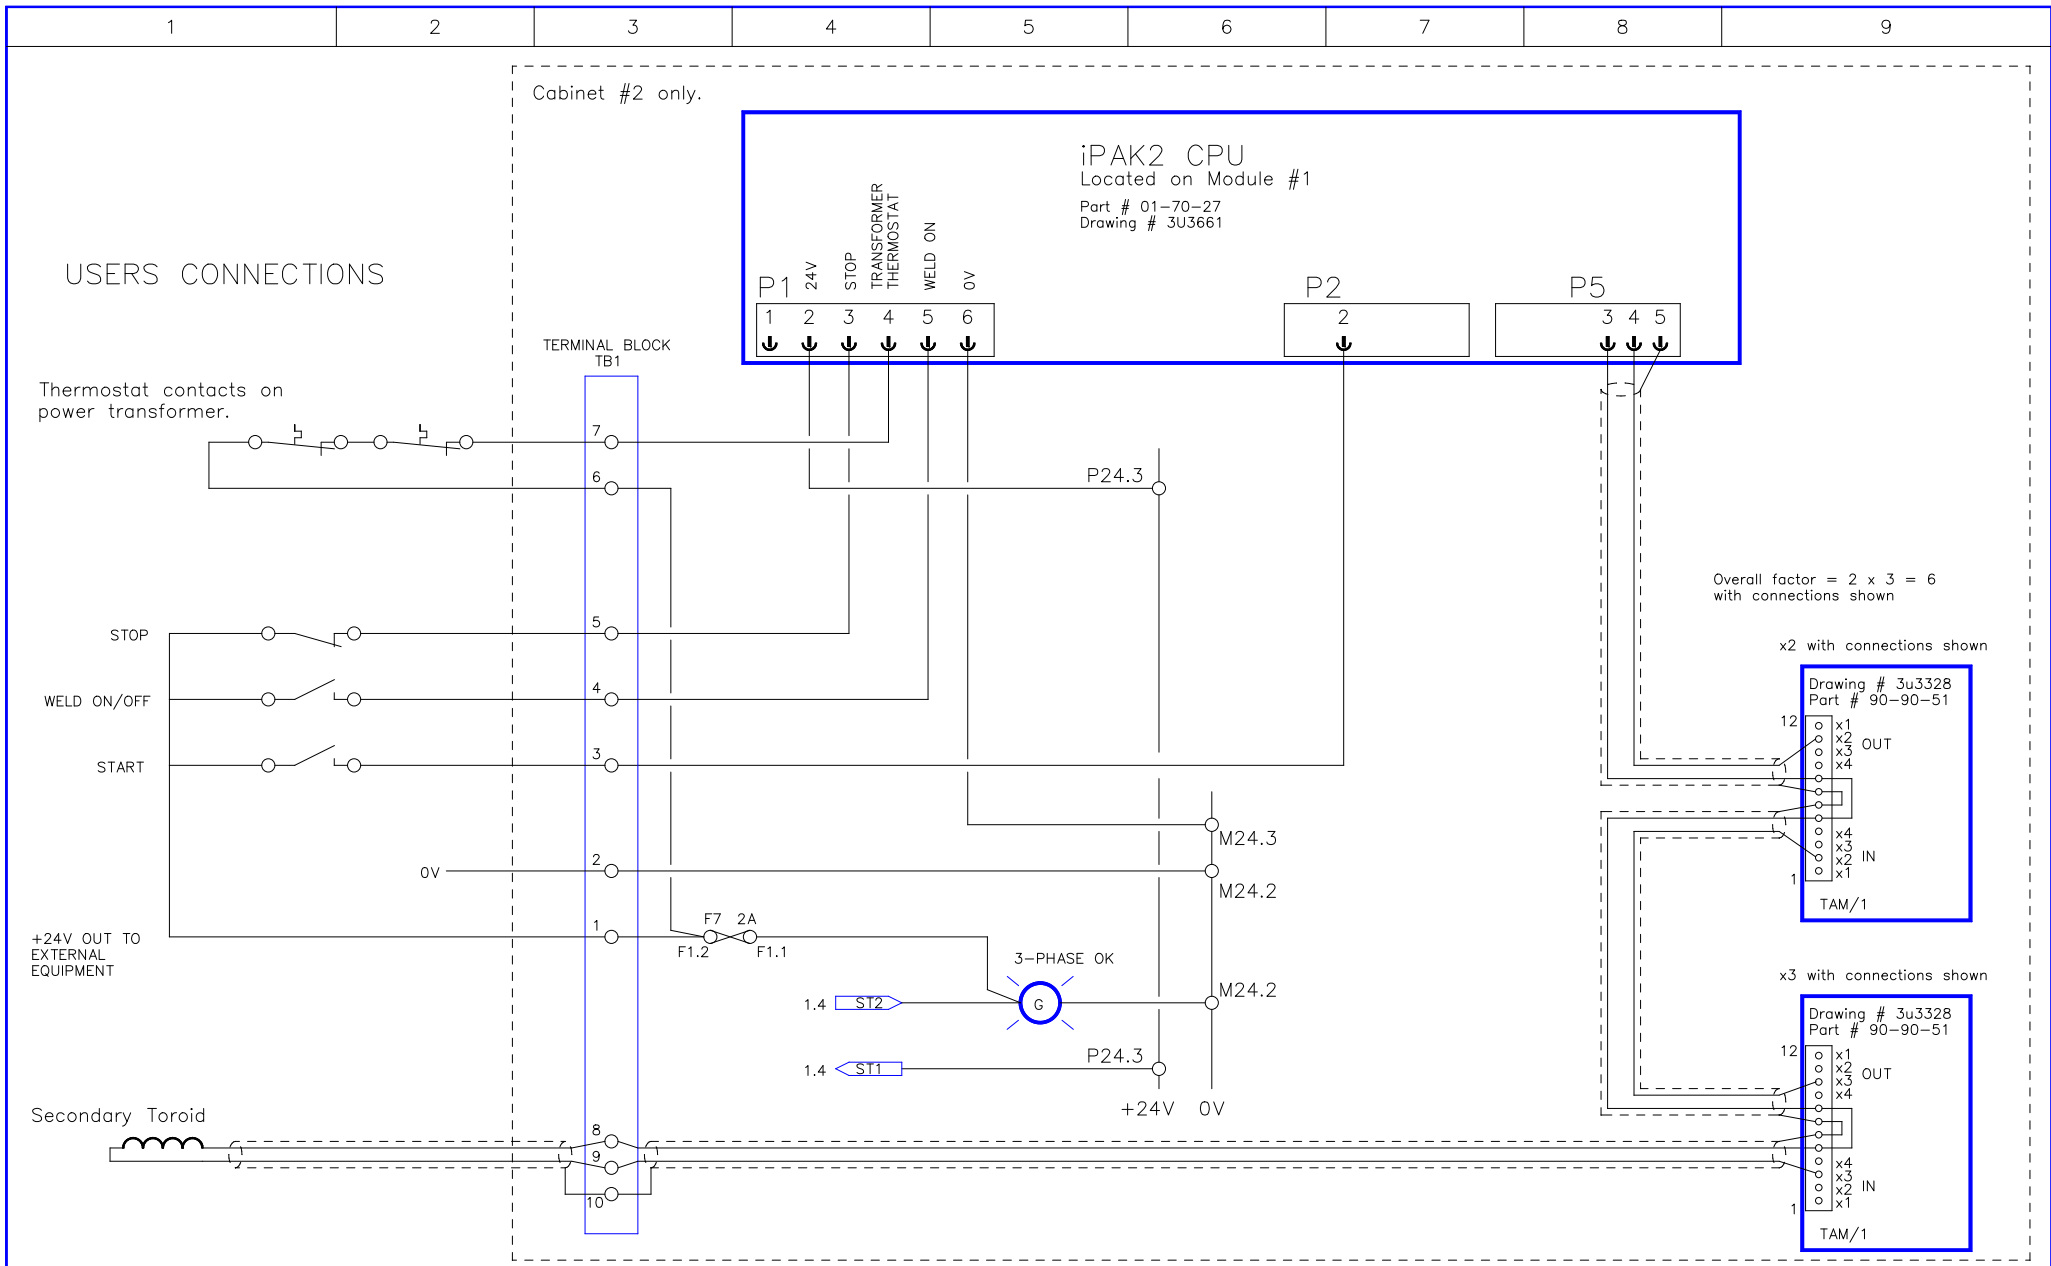 1 2 3 4 5 6 7 8 9
Cabinet #2 only.
iPAK2 CPU
Located on Module #1
Part # 01-70-27
Drawing # 3U3661
USERS CONNECTIONS
24V
STOP
TRANSFORMER
THERMOSTAT
WELD ON
0V
P1
1 2 3 4 5 6
P2
2
P5
3 4 5
TERMINAL BLOCK
TB1
Thermostat contacts on
power transformer.
7
6
P24.3
Overall factor = 2 x 3 = 6
with connections shown
STOP
5
WELD ON/OFF
4
START
3
x2 with connections shown
Drawing # 3u3328
Part # 90-90-51
12
x1
x2
x3
x4
OUT
x4
x3
x2
x1
IN
1
TAM/1
M24.3
0V
2
M24.2
+24V OUT TO
EXTERNAL
EQUIPMENT
1
F7 2A
F1.2
F1.1
3-PHASE OK
1.4
ST2
G
M24.2
1.4
ST1
P24.3
+24V 0V
x3 with connections shown
Drawing # 3u3328
Part # 90-90-51
12
x1
x2
x3
x4
OUT
x4
x3
x2
x1
IN
1
TAM/1
Secondary Toroid
8
9
10